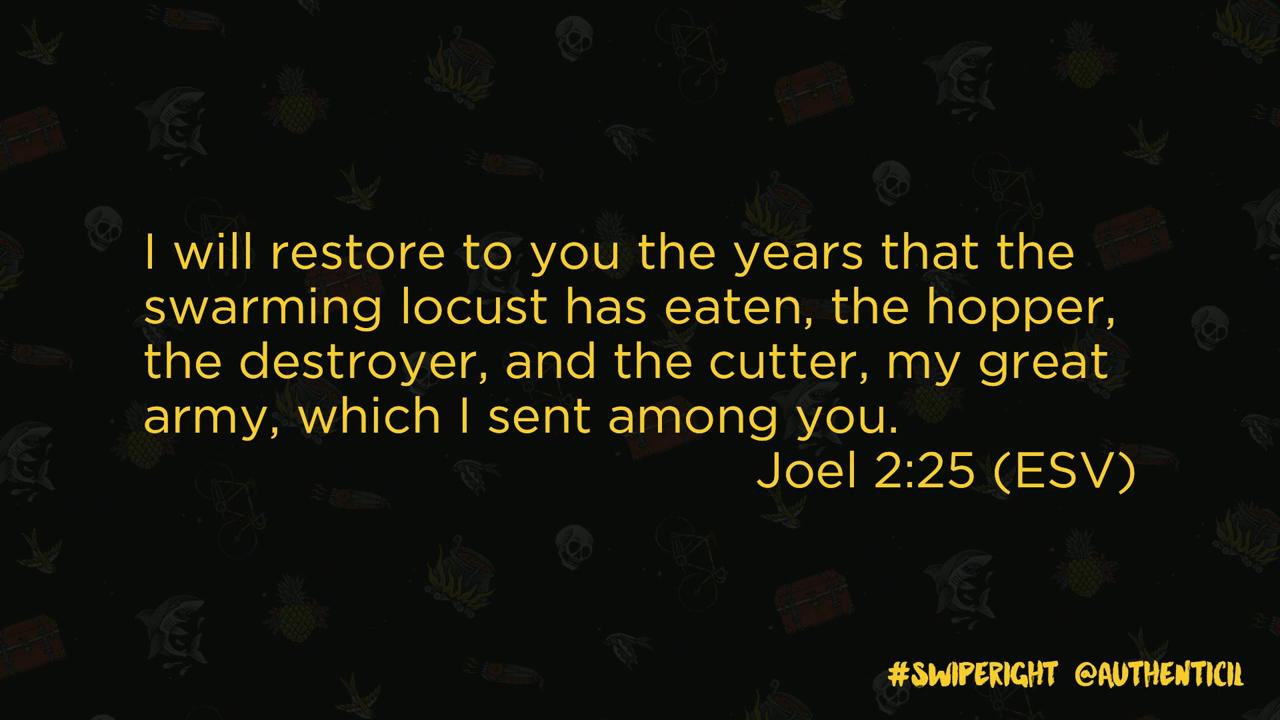 I will restore to you the years that the
swarming locust has eaten, the hopper,
the destroyer, and the cutter, my great
army, which I sent among you.
Joel 2:25 (ESV)
#SWIPERIGHT @AUTHENTICIL